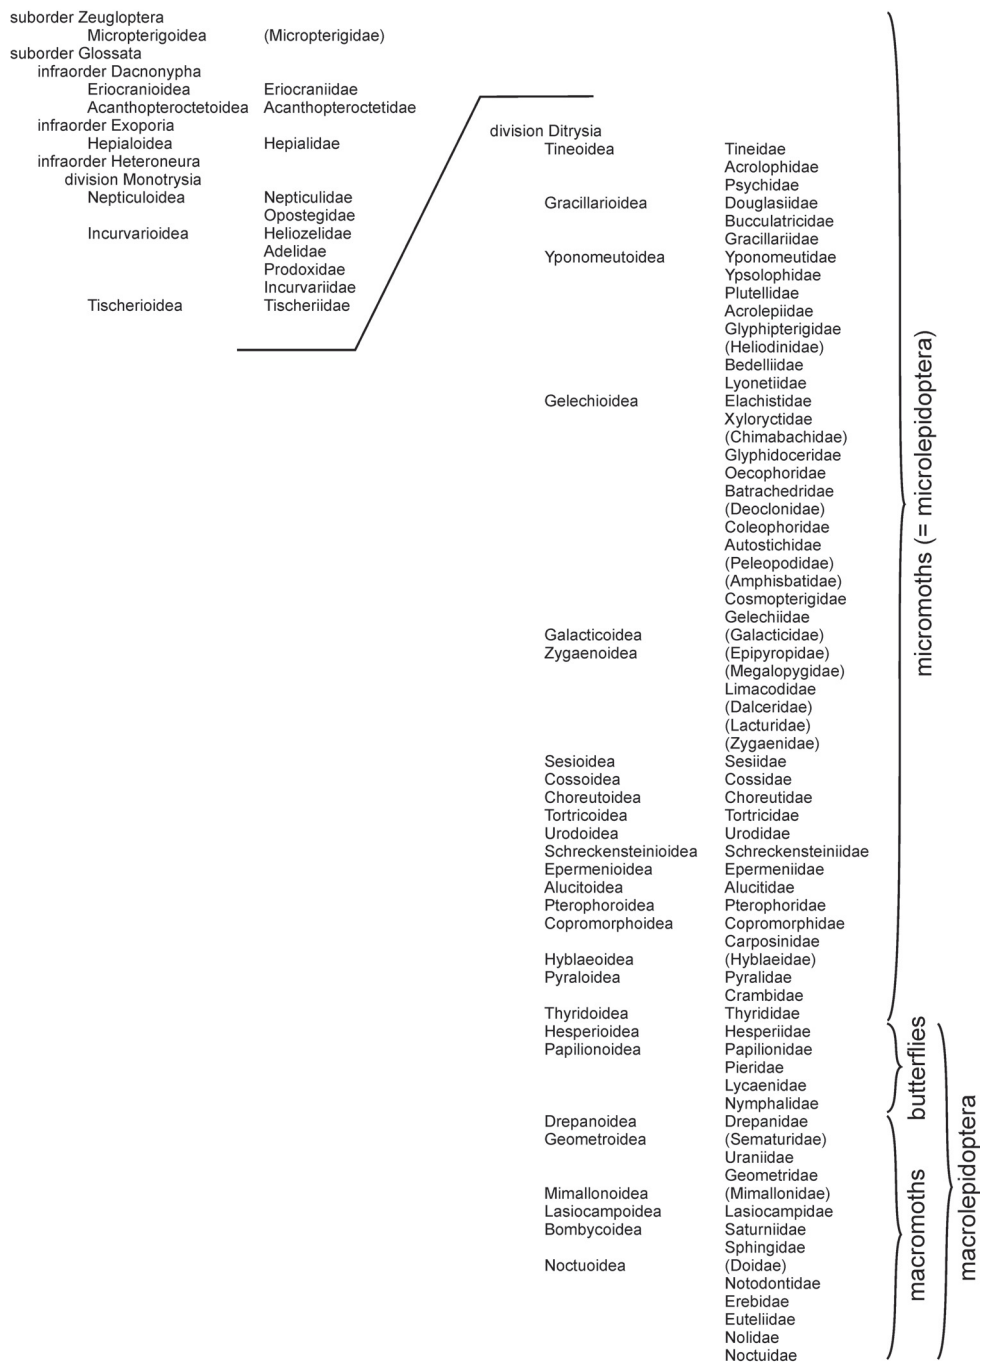 suborder Zeugloptera
Micropterigoidea (Micropterigidae)
suborder Glossata
infraorder Dacnonypha
Eriocranioidea Eriocraniidae
Acanthopteroctetoidea Acanthopteroctetidae
infraorder Exoporia
Hepialoidea Hepialidae
infraorder Heteroneura
division Monotrysia
Nepticuloidea Nepticulidae
Opostegidae
Incurvarioidea Heliozelidae
Adelidae
Prodoxidae
Incurvariidae
Tischerioidea Tischeriidae
division Ditrysia
Tineoidea Tineidae
Acrolophidae
Psychidae
Gracillarioidea Douglasiidae
Bucculatricidae
Gracillariidae
Yponomeutoidea Yponomeutidae
Ypsolophidae
Plutellidae
Acrolepiidae
Glyphipterigidae
(Heliodinidae)
Bedelliidae
Lyonetiidae
Gelechioidea Elachistidae
Xyloryctidae
(Chimabachidae)
Glyphidoceridae
Oecophoridae
Batrachedridae
(Deoclonidae)
Coleophoridae
Autostichidae
(Peleopodidae)
(Amphisbatidae)
Cosmopterigidae
Gelechiidae
Galacticoidea (Galacticidae)
Zygaenoidea (Epipyropidae)
(Megalopygidae)
Limacodidae
(Dalceridae)
(Lacturidae)
(Zygaenidae)
Sesioidea Sesiidae
Cossoidea Cossidae
Choreutoidea Choreutidae
Tortricoidea Tortricidae
Urodoidea Urodidae
Schreckensteinioidea Schreckensteiniidae
Epermenioidea Epermeniidae
Alucitoidea Alucitidae
Pterophoroidea Pterophoridae
Copromorphoidea Copromorphidae
Carposinidae
Hyblaeoidea (Hyblaeidae)
Pyraloidea Pyralidae
Crambidae
Thyridoidea Thyrididae
Hesperioidea Hesperiidae
Papilionoidea Papilionidae
Pieridae
Lycaenidae
Nymphalidae
Drepanoidea Drepanidae
Geometroidea (Sematuridae)
Uraniidae
Geometridae
Mimallonoidea (Mimallonidae)
Lasiocampoidea Lasiocampidae
Bombycoidea Saturniidae
Sphingidae
Noctuoidea (Doidae)
Notodontidae
Erebidae
Euteliidae
Nolidae
Noctuidae
micromoths (= microlepidoptera)
butterflies
macromoths
macrolepidoptera